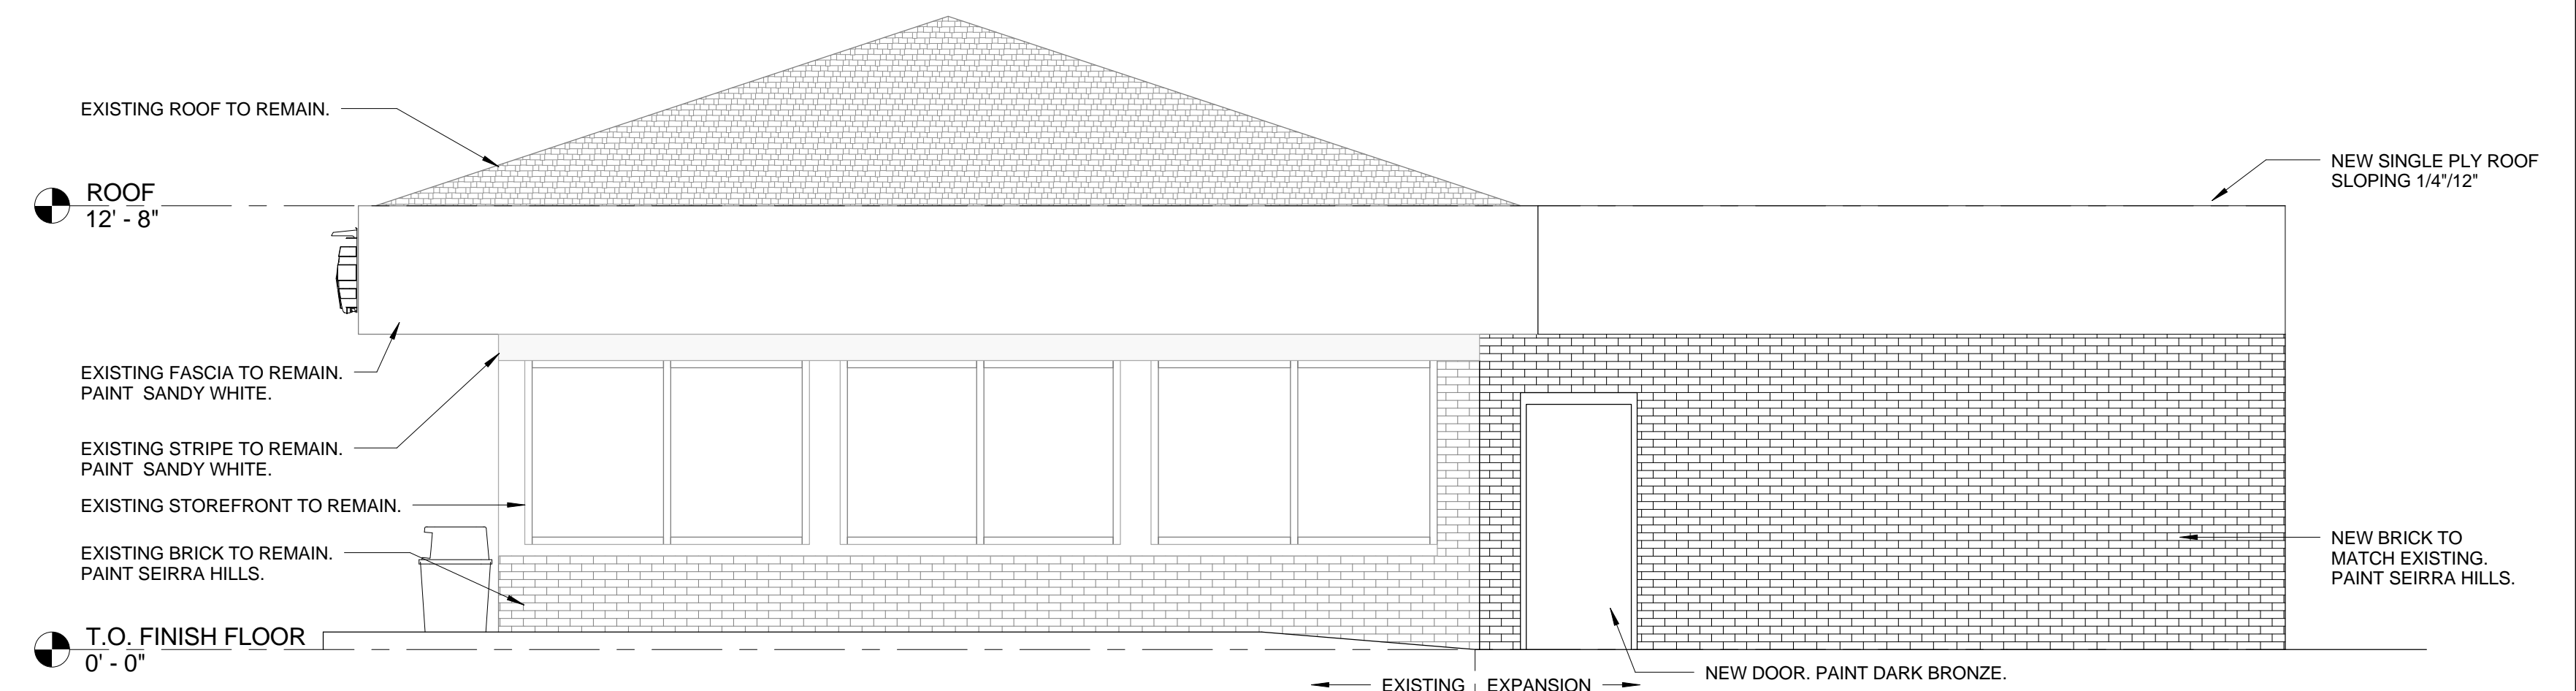 EXISTING ROOF TO REMAIN.
NEW SINGLE PLY ROOF
SLOPING 1/4"/12"
ROOF
12' - 8"
EXISTING FASCIA TO REMAIN.
PAINT  SANDY WHITE.
EXISTING STRIPE TO REMAIN.
PAINT  SANDY WHITE.
EXISTING STOREFRONT TO REMAIN.
EXISTING BRICK TO REMAIN.
PAINT SEIRRA HILLS.
NEW BRICK TO
MATCH EXISTING.
PAINT SEIRRA HILLS.
T.O. FINISH FLOOR
0' - 0"
NEW DOOR. PAINT DARK BRONZE.
EXISTING
EXPANSION